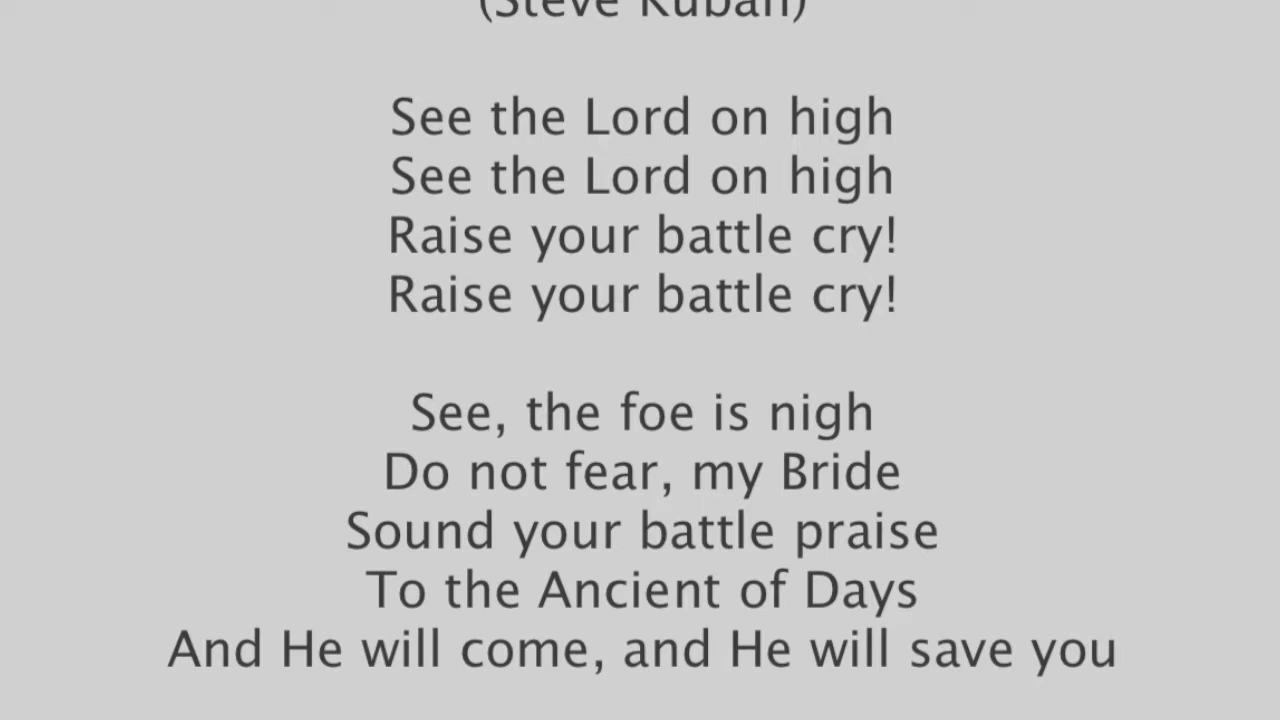 (Steve Kuban)
See the Lord on high
See the Lord on high
Raise your battle cry!
Raise your battle cry!
See, the foe is nigh
Do not fear, my Bride
Sound your battle praise
To the Ancient of Days
And He will come, and He will save you